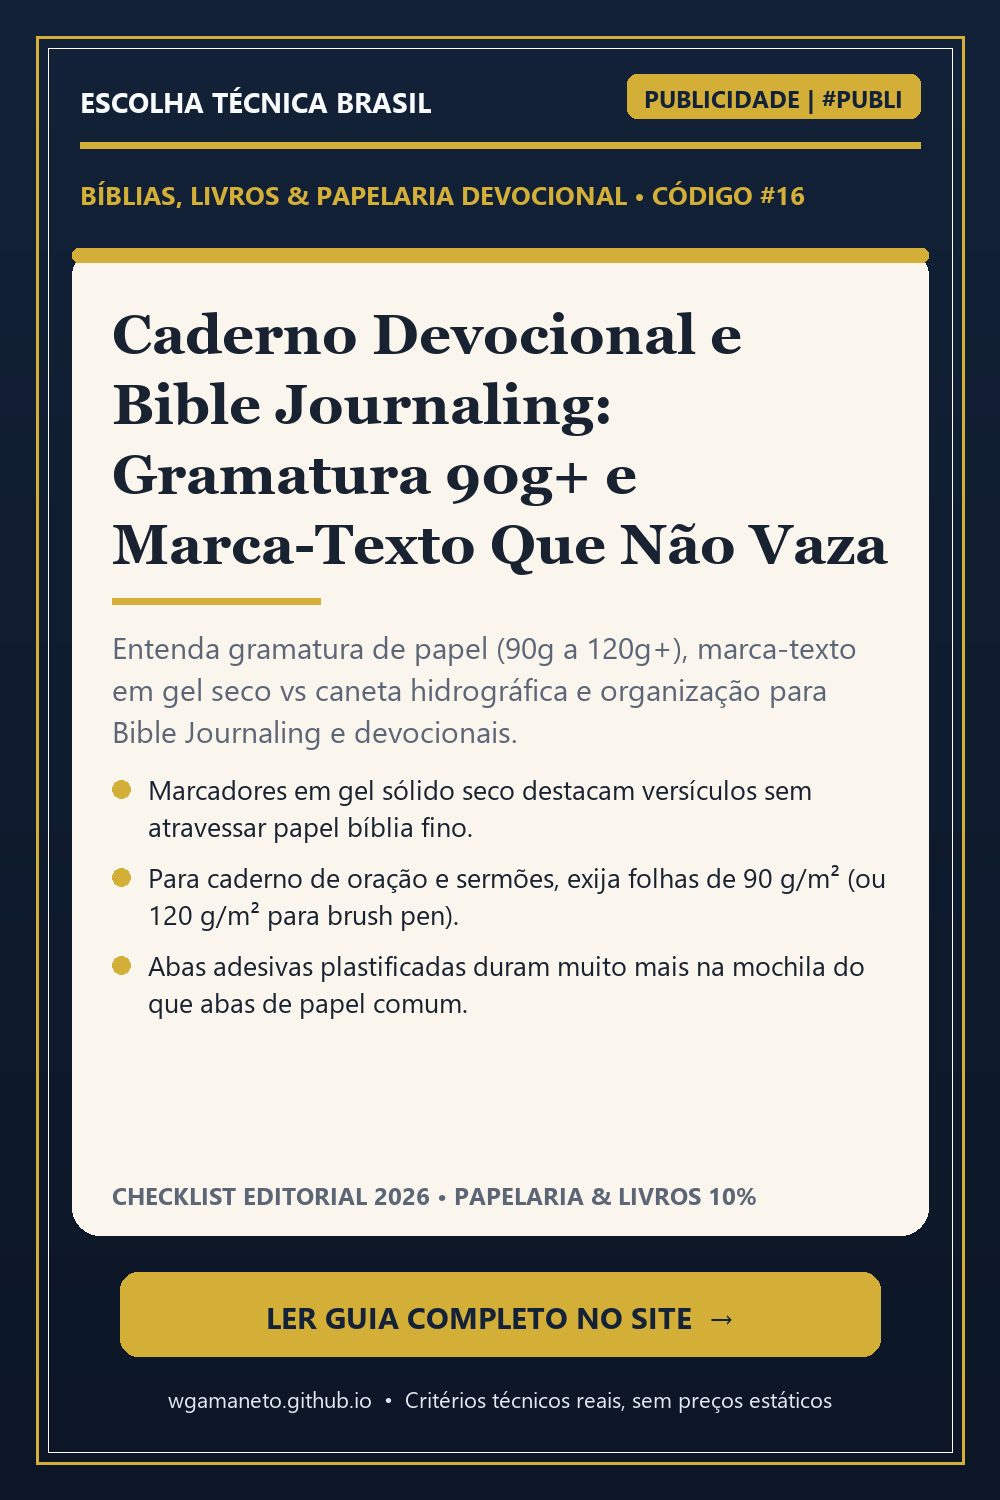 ESCOLHA TÉCNICA BRASIL
PUBLICIDADE | #PUBLI
BÍBLIAS, LIVROS & PAPELARIA DEVOCIONAL • CÓDIGO #16
Caderno Devocional e
Bible Journaling:
Gramatura 90g+ e
Marca-Texto Que Não Vaza
Entenda gramatura de papel (90g a 120g+), marca-texto
em gel seco vs caneta hidrográfica e organização para
Bible Journaling e devocionais.
Marcadores em gel sólido seco destacam versículos sem
atravessar papel bíblia fino.
Para caderno de oração e sermões, exija folhas de 90 g/m² (ou
120 g/m² para brush pen).
Abas adesivas plastificadas duram muito mais na mochila do
que abas de papel comum.
CHECKLIST EDITORIAL 2026 • PAPELARIA & LIVROS 10%
LER GUIA COMPLETO NO SITE →
wgamaneto.github.io • Critérios técnicos reais, sem preços estáticos